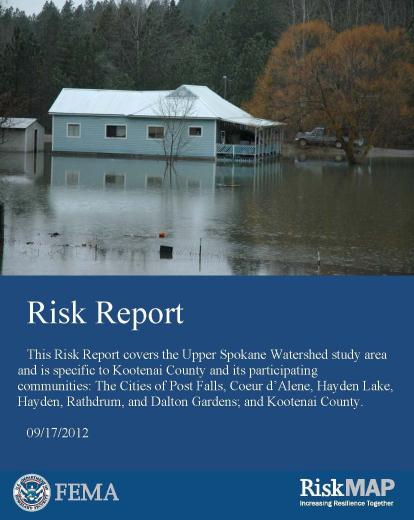 Risk Report
This Risk Report covers the Upper Spokane Watershed study area
and is specific to Kootenai County and its participating
communities: The Cities of Post Falls, Coeur d'Alene, Hayden Lake,
Hayden, Rathdrum, and Dalton Gardens; and Kootenai County.
09/17/2012
FEMA
RiskMAP
Increasing Resilience Together